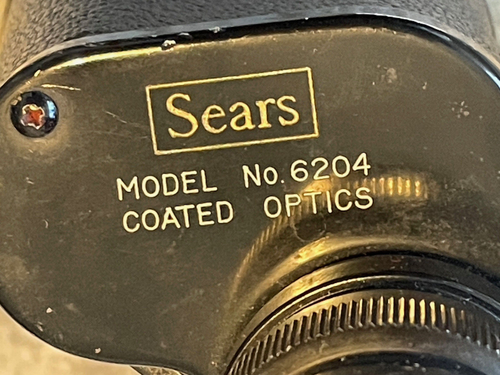 Sears
MODEL No. 6204
COATED OPTICS